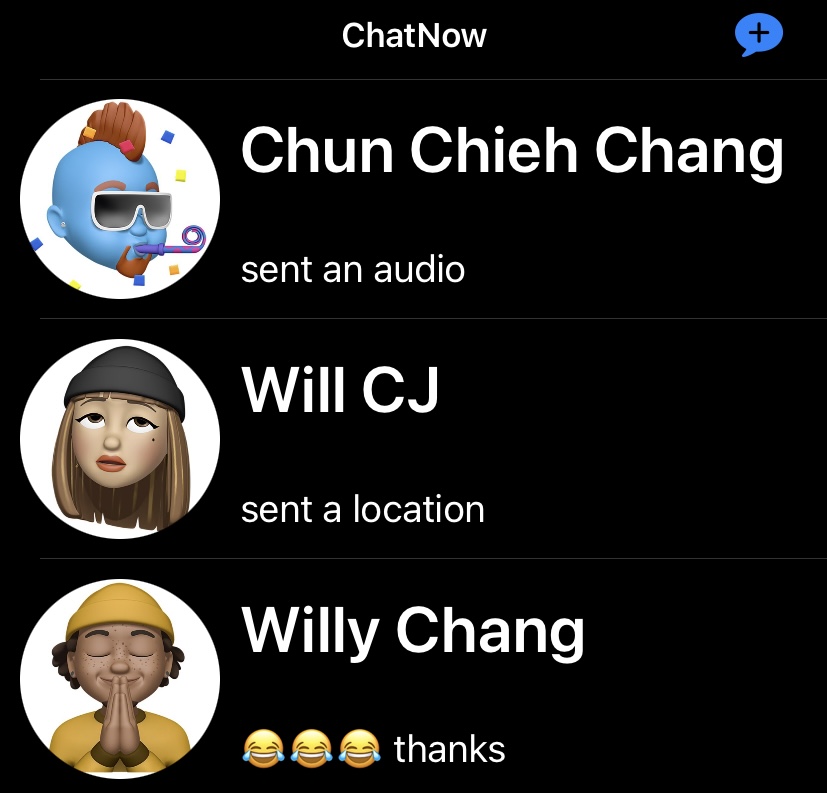 ChatNow
Chun Chieh Chang
sent an audio
Will CJ
sent a location
Willy Chang
😂😂😂 thanks